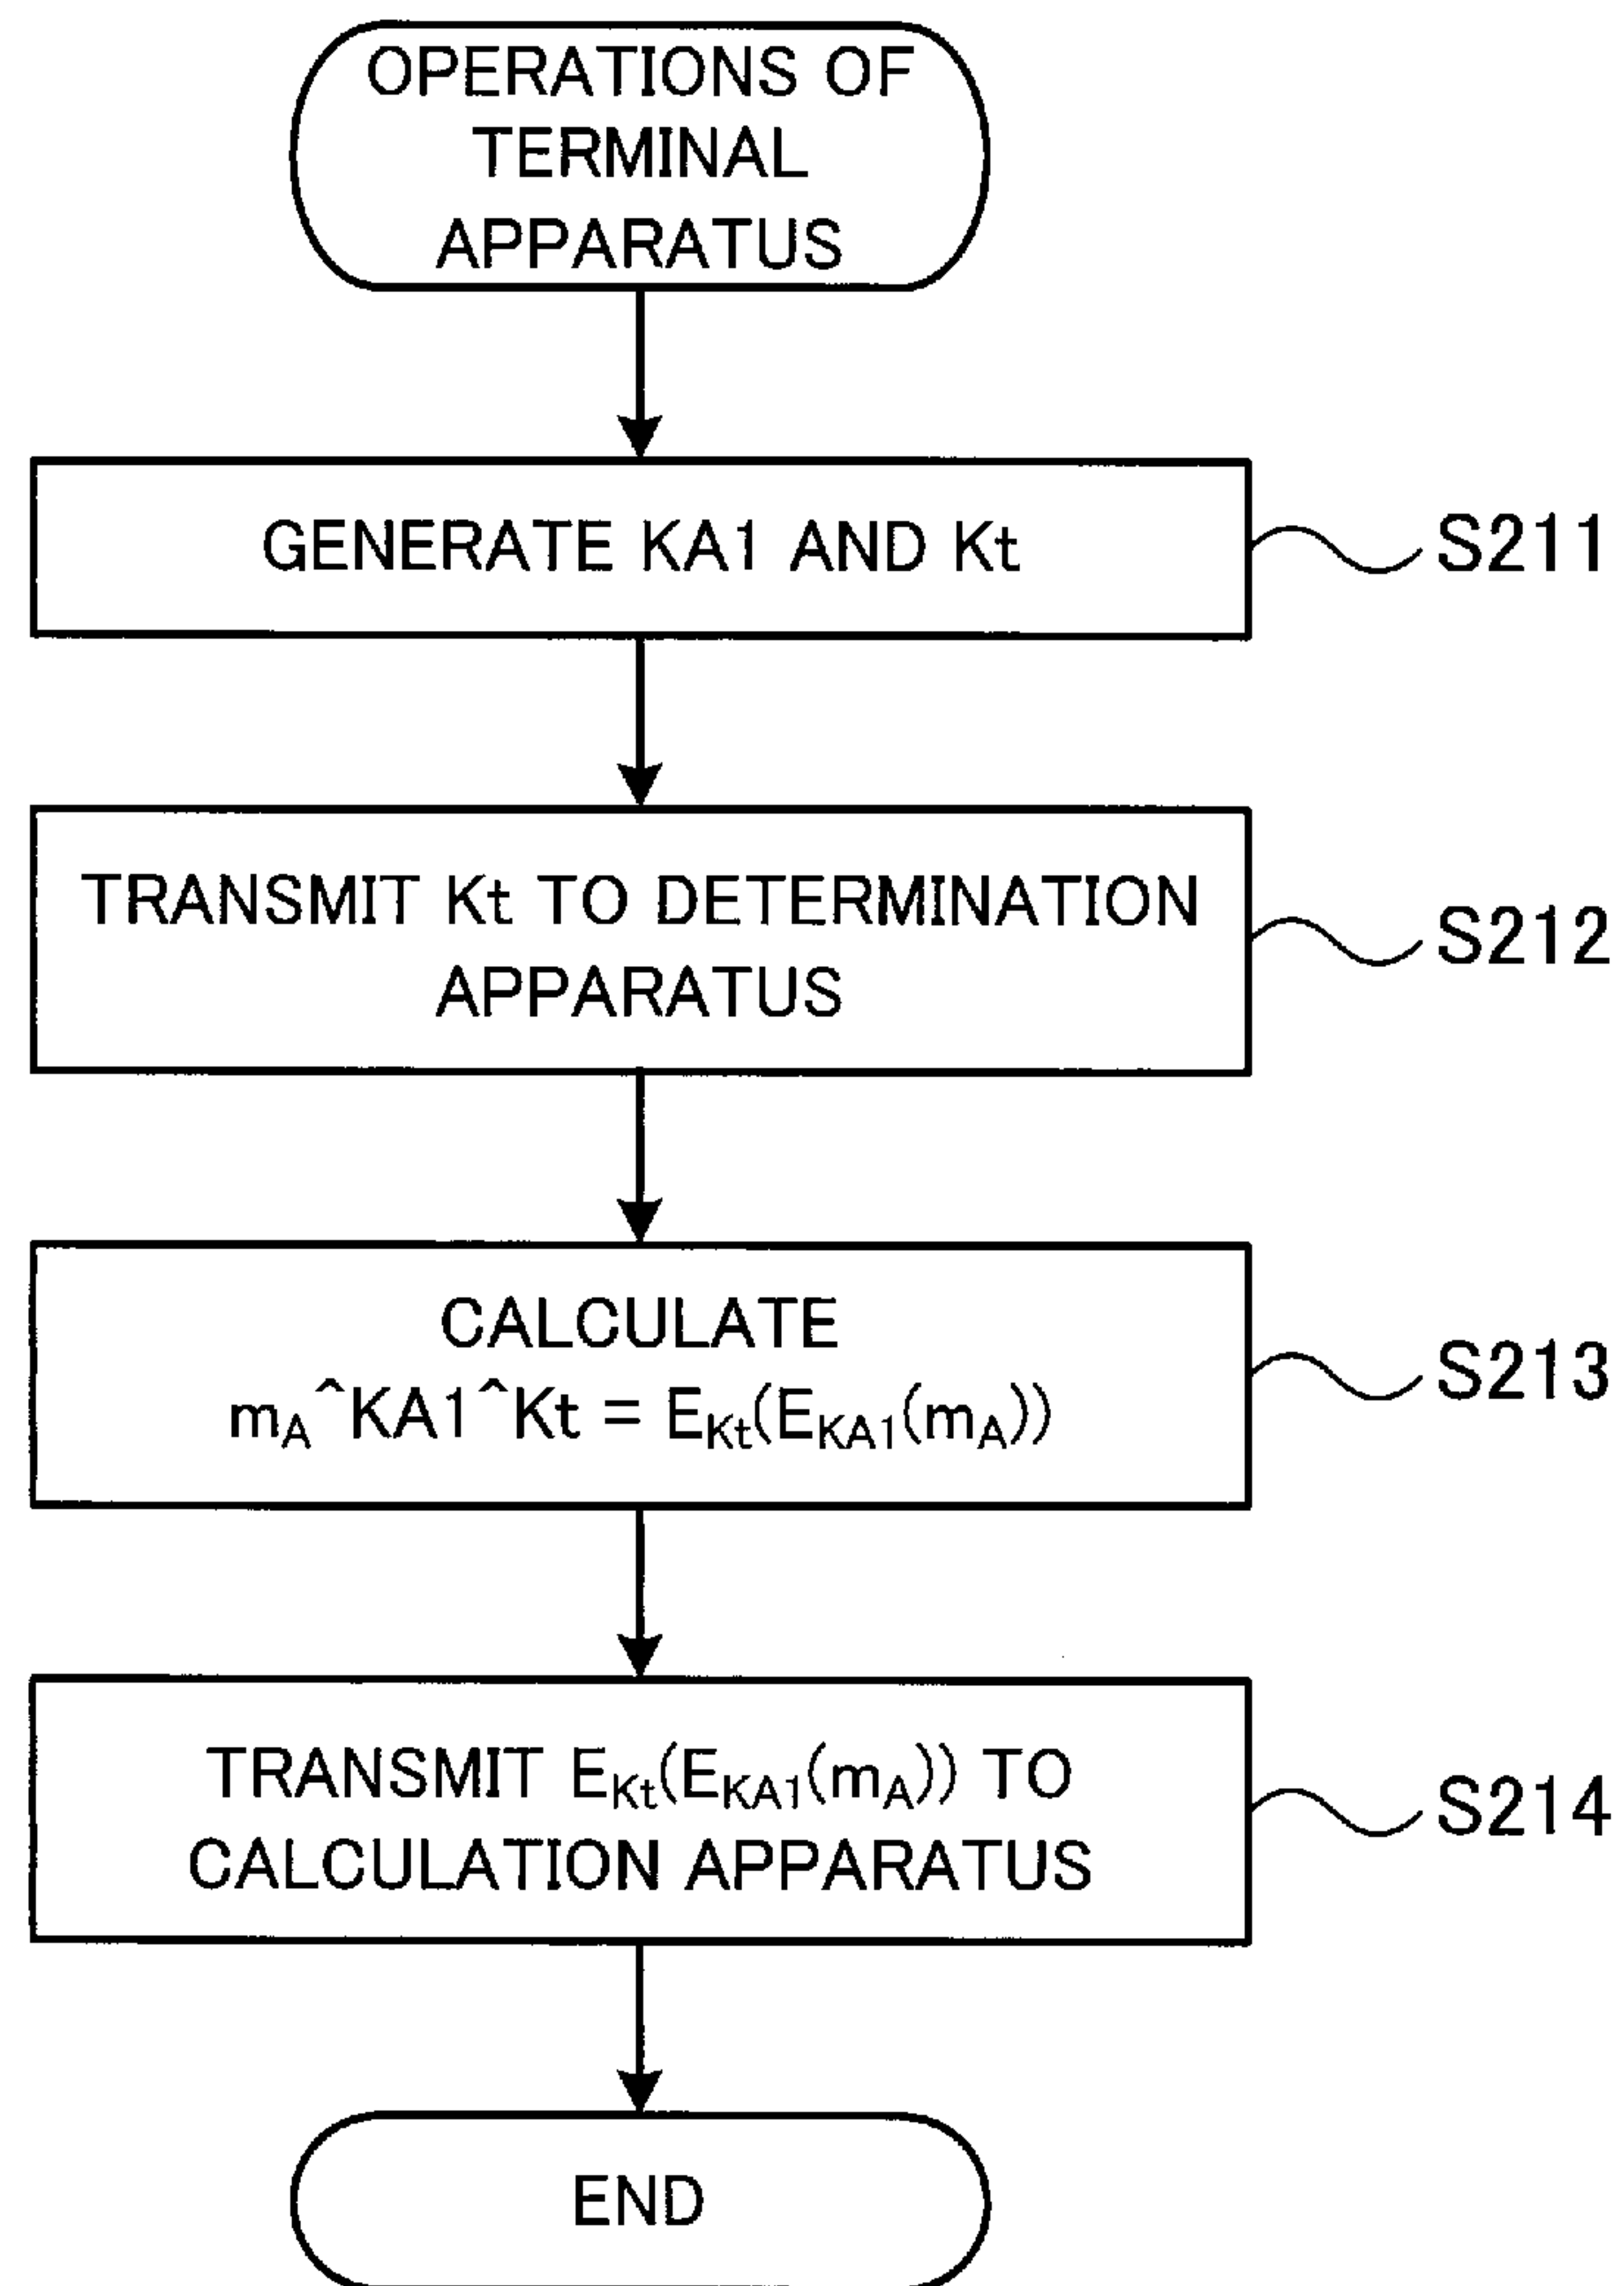 OPERATIONS OF
TERMINAL
APPARATUS
GENERATE KA1 AND Kt
S211
TRANSMIT Kt TO DETERMINATION
APPARATUS
S212
CALCULATE
mA^KA1^Kt = EKt(EKA1(mA))
S213
TRANSMIT EKt(EKA1(mA)) TO
CALCULATION APPARATUS
S214
END